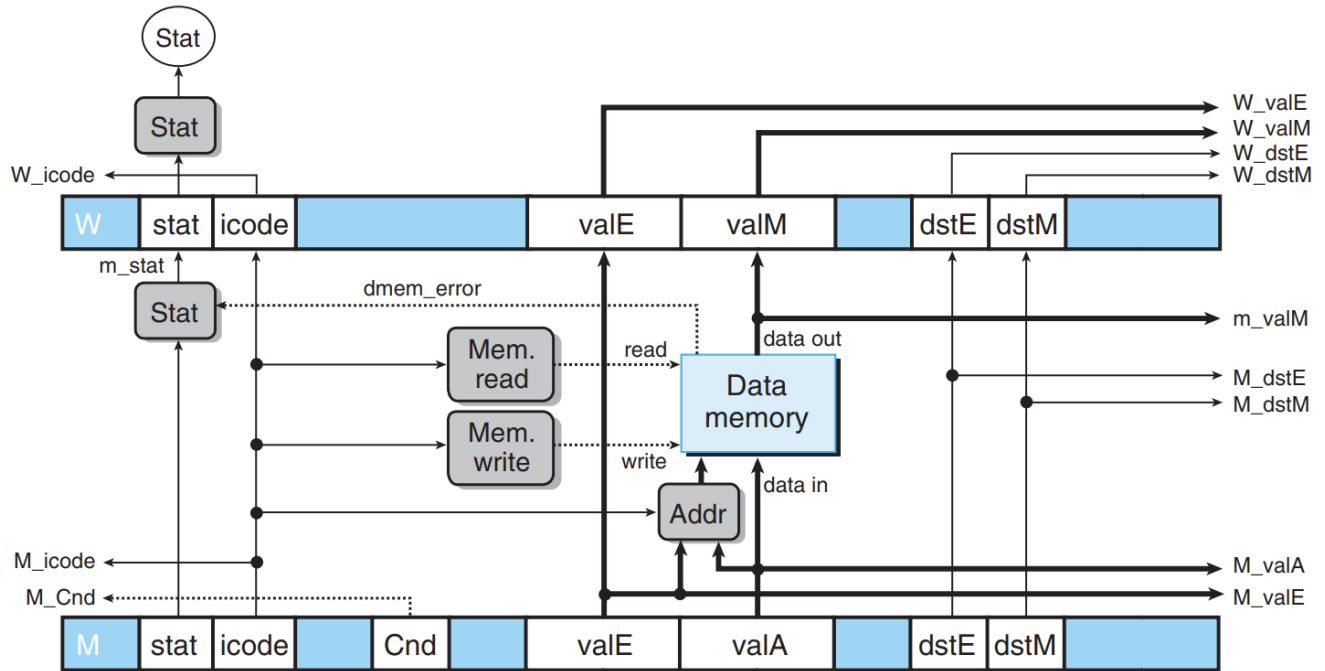 Stat
W_valE
Stat
W_valM
W_dstE
W_icode
W_dstM
W stat icode valE valM dstE dstM
m_stat
dmem_error
Stat
data out
m_valM
Mem.
read
read
Data
memory
M_dstE
M_dstM
Mem.
write
write
data in
Addr
M_icode
M_valA
M_Cnd
M_valE
M stat icode Cnd valE valA dstE dstM